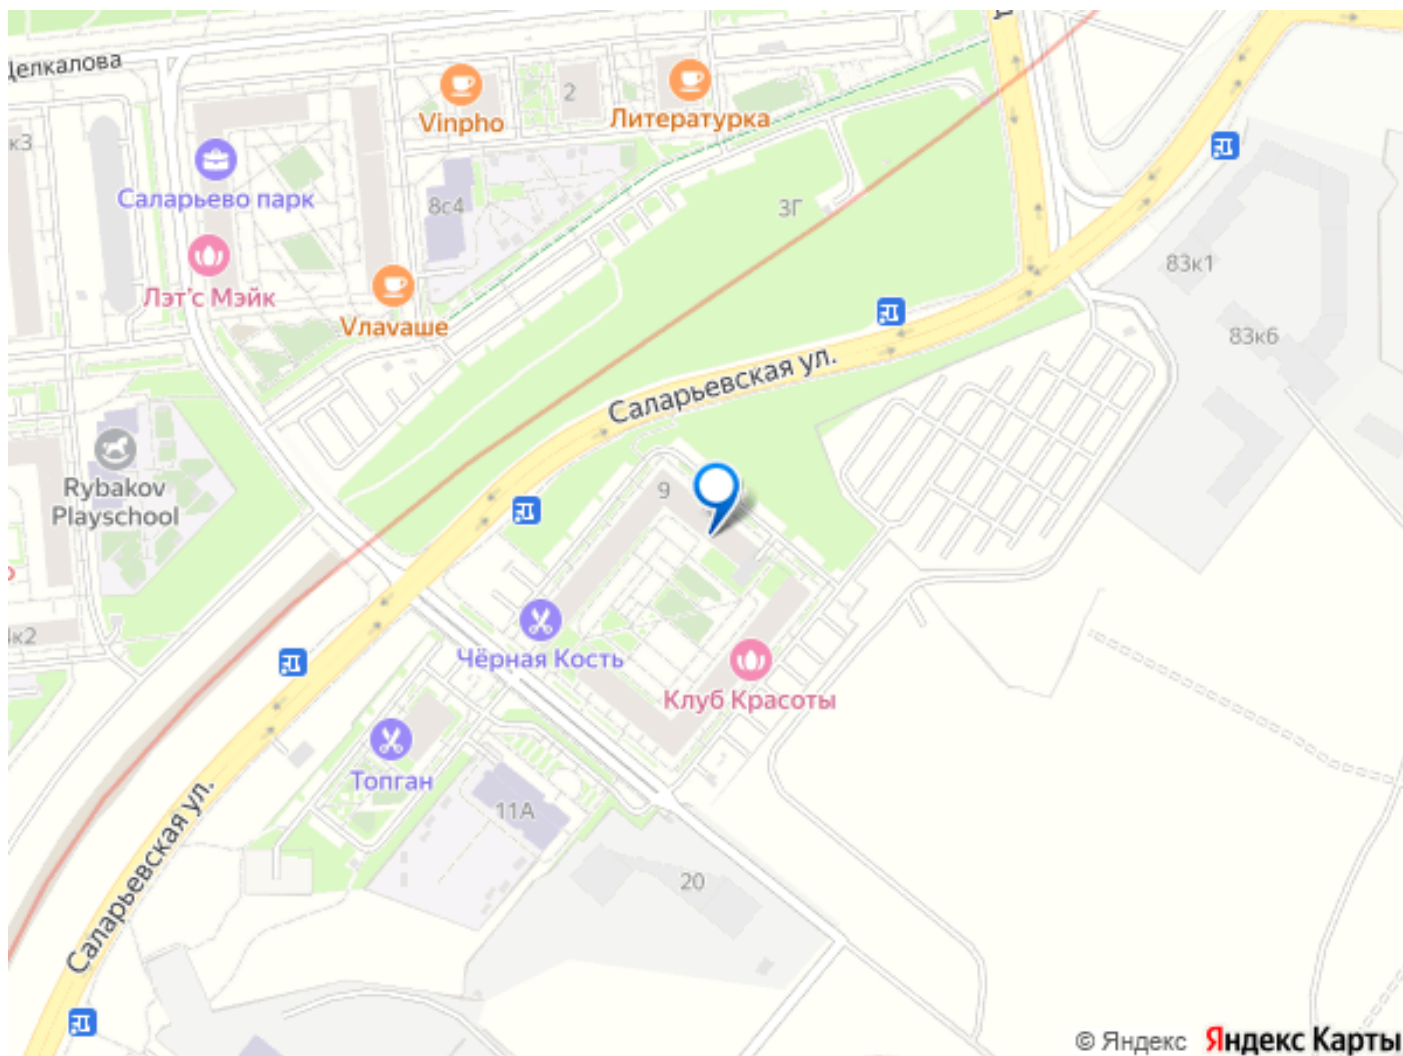 Целкалова
Vinpho
2
Литературка
к3
Саларьево парк
8с4
3Г
83к1
Лэт'с Мэйк
Vлаvаше
83к6
Саларьевская ул.
Rybakov
Playschool
9
к2
Чёрная Кость
Клуб Красоты
Топган
11А
Саларьевская ул.
20
© Яндекс Яндекс Карты